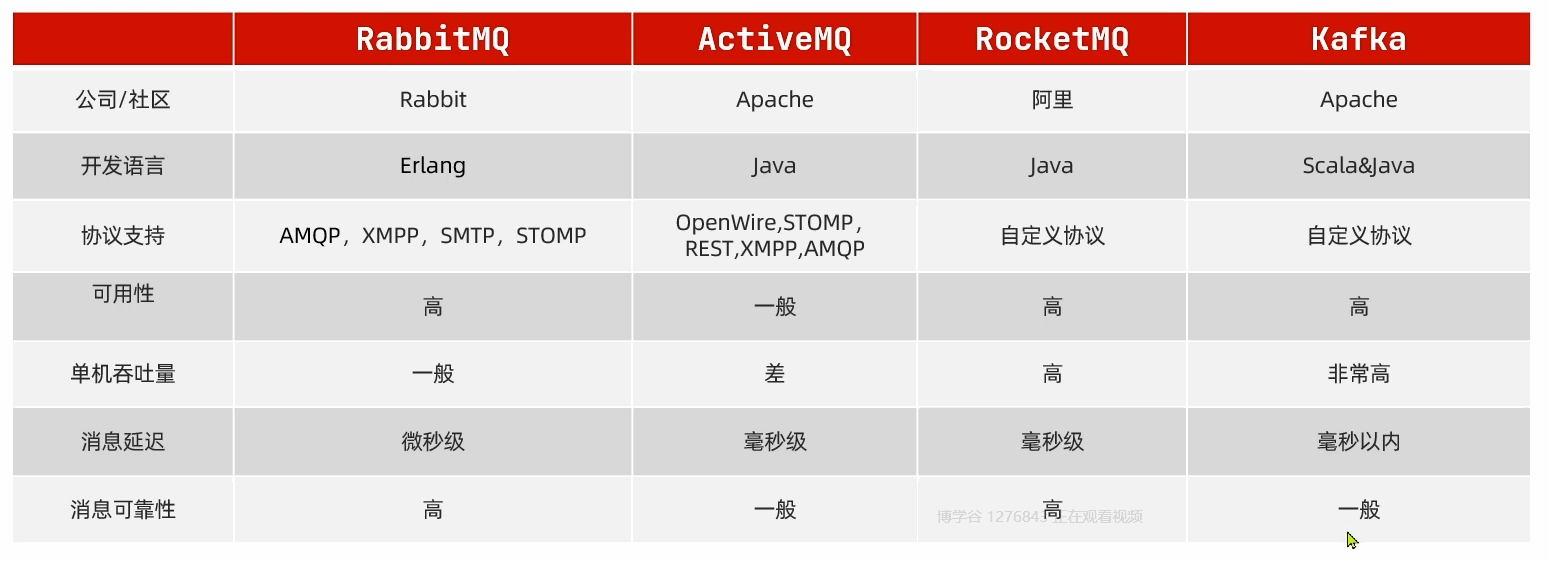 RabbitMQ ActiveMQ RocketMQ Kafka
公司/社区 Rabbit Apache 阿里 Apache
开发语言 Erlang Java Java Scala&Java
协议支持 AMQP，XMPP，SMTP，STOMP OpenWire,STOMP，
REST,XMPP,AMQP 自定义协议 自定义协议
可用性 高 一般 高 高
单机吞吐量 一般 差 高 非常高
消息延迟 微秒级 毫秒级 毫秒级 毫秒以内
消息可靠性 高 一般 高 一般
博学谷 正在观看视频